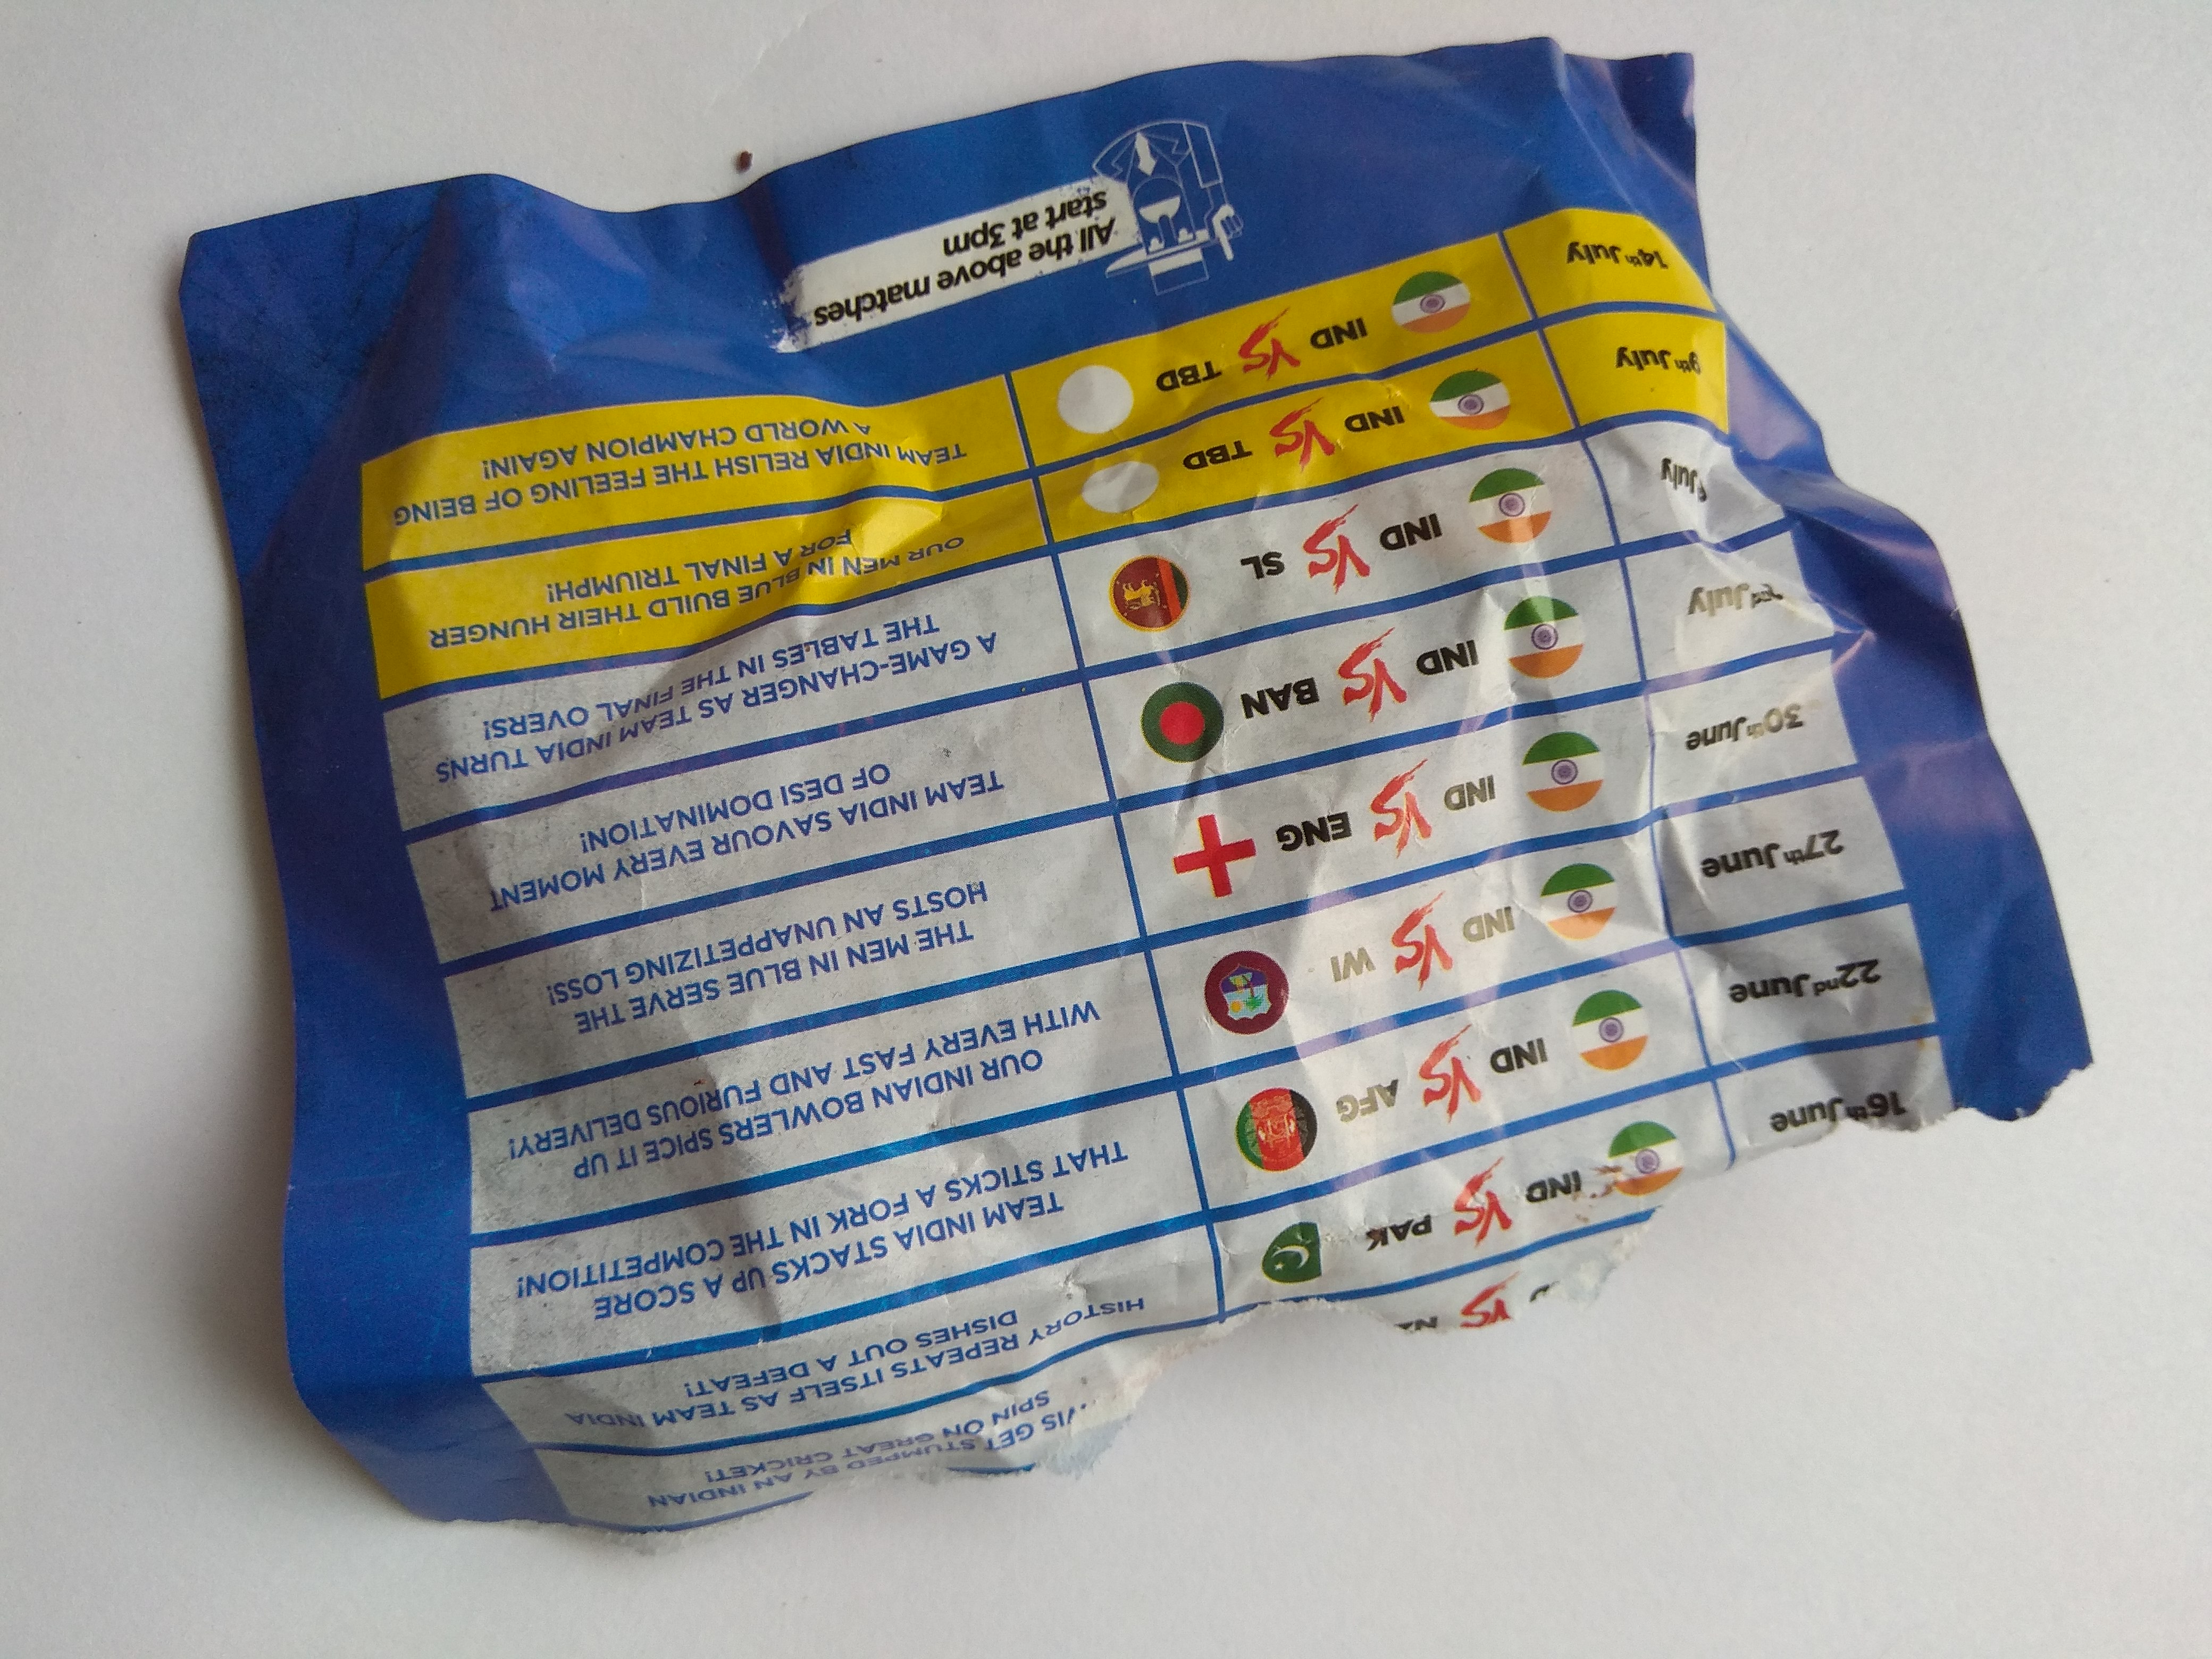 VS
STUMPED BY AN INDIAN
SPIN ON GREAT CRICKET!
16th June
IND VS PAK
HISTORY REPEATS ITSELF AS TEAM INDIA
DISHES OUT A DEFEAT!
22nd June
IND VS AFG
TEAM INDIA STACKS UP A SCORE
THAT STICKS A FORK IN THE COMPETITION!
27th June
IND VS WI
OUR INDIAN BOWLERS SPICE IT UP
WITH EVERY FAST AND FURIOUS DELIVERY!
30th June
IND VS ENG
THE MEN IN BLUE SERVE THE
HOSTS AN UNAPPETIZING LOSS!
July
IND VS BAN
TEAM INDIA SAVOUR EVERY MOMENT
OF DESI DOMINATION!
July
IND VS SL
A GAME-CHANGER AS TEAM INDIA TURNS
THE TABLES IN THE FINAL OVERS!
9th July
IND VS TBD
OUR MEN IN BLUE BUILD THEIR HUNGER
FOR A FINAL TRIUMPH!
14th July
IND VS TBD
TEAM INDIA RELISH THE FEELING OF BEING
A WORLD CHAMPION AGAIN!
All the above matches
start at 3pm